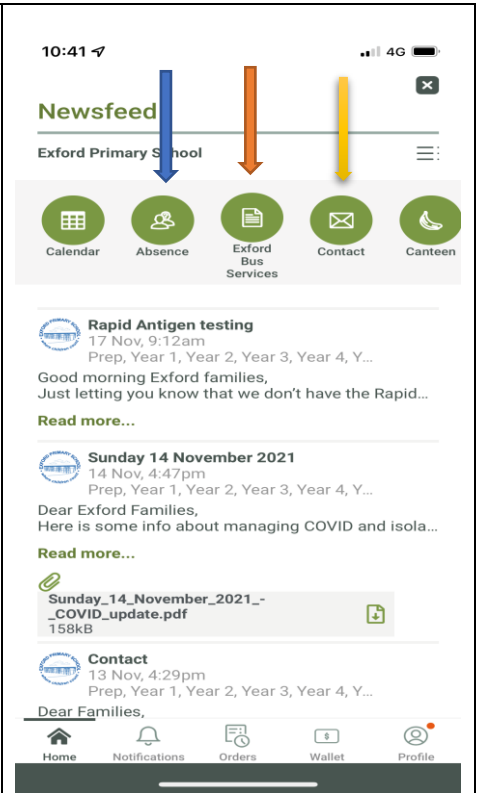 10:41
4G
Newsfeed
Exford Primary School
Calendar
Absence
Exford
Bus
Services
Contact
Canteen
Rapid Antigen testing
17 Nov, 9:12am
Prep, Year 1, Year 2, Year 3, Year 4, Y...
Good morning Exford families,
Just letting you know that we don't have the Rapid...
Read more...
Sunday 14 November 2021
14 Nov, 4:47pm
Prep, Year 1, Year 2, Year 3, Year 4, Y...
Dear Exford Families,
Here is some info about managing COVID and isola...
Read more...
Sunday_14_November_2021_-
_COVID_update.pdf
158kB
Contact
13 Nov, 4:29pm
Prep, Year 1, Year 2, Year 3, Year 4, Y...
Dear Families,
Home
Notifications
Orders
Wallet
Profile